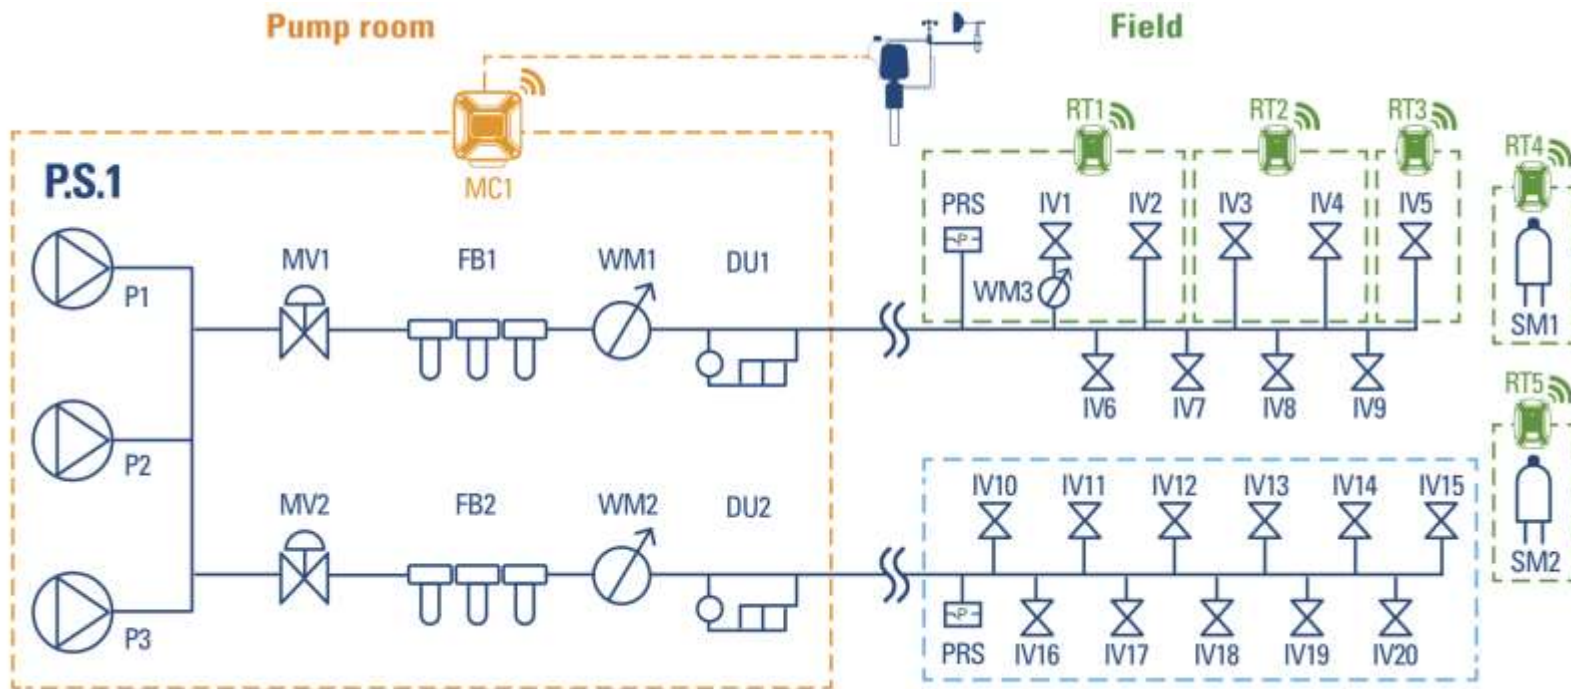 Pump room
Field
MC1
P.S.1
P1
P2
P3
MV1
FB1
WM1
DU1
MV2
FB2
WM2
DU2
RT1
RT2
RT3
RT4
PRS
IV1
IV2
IV3
IV4
IV5
P
WM3
SM1
IV6
IV7
IV8
IV9
RT5
IV10
IV11
IV12
IV13
IV14
IV15
SM2
P
PRS
IV16
IV17
IV18
IV19
IV20